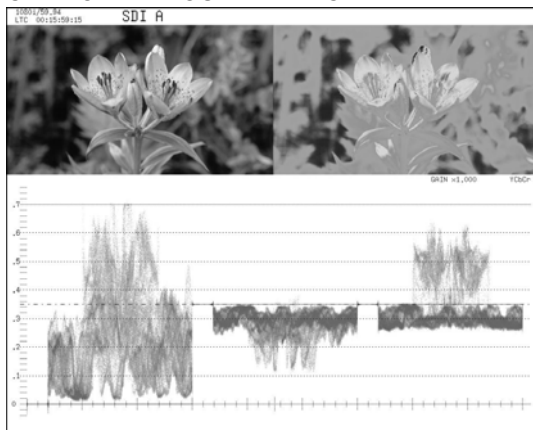 1080i/59.94
LTC 00:15:59:15
SDI A
GAIN x1.000
YCbCr
.7
.6
.5
.4
.3
.2
.1
0